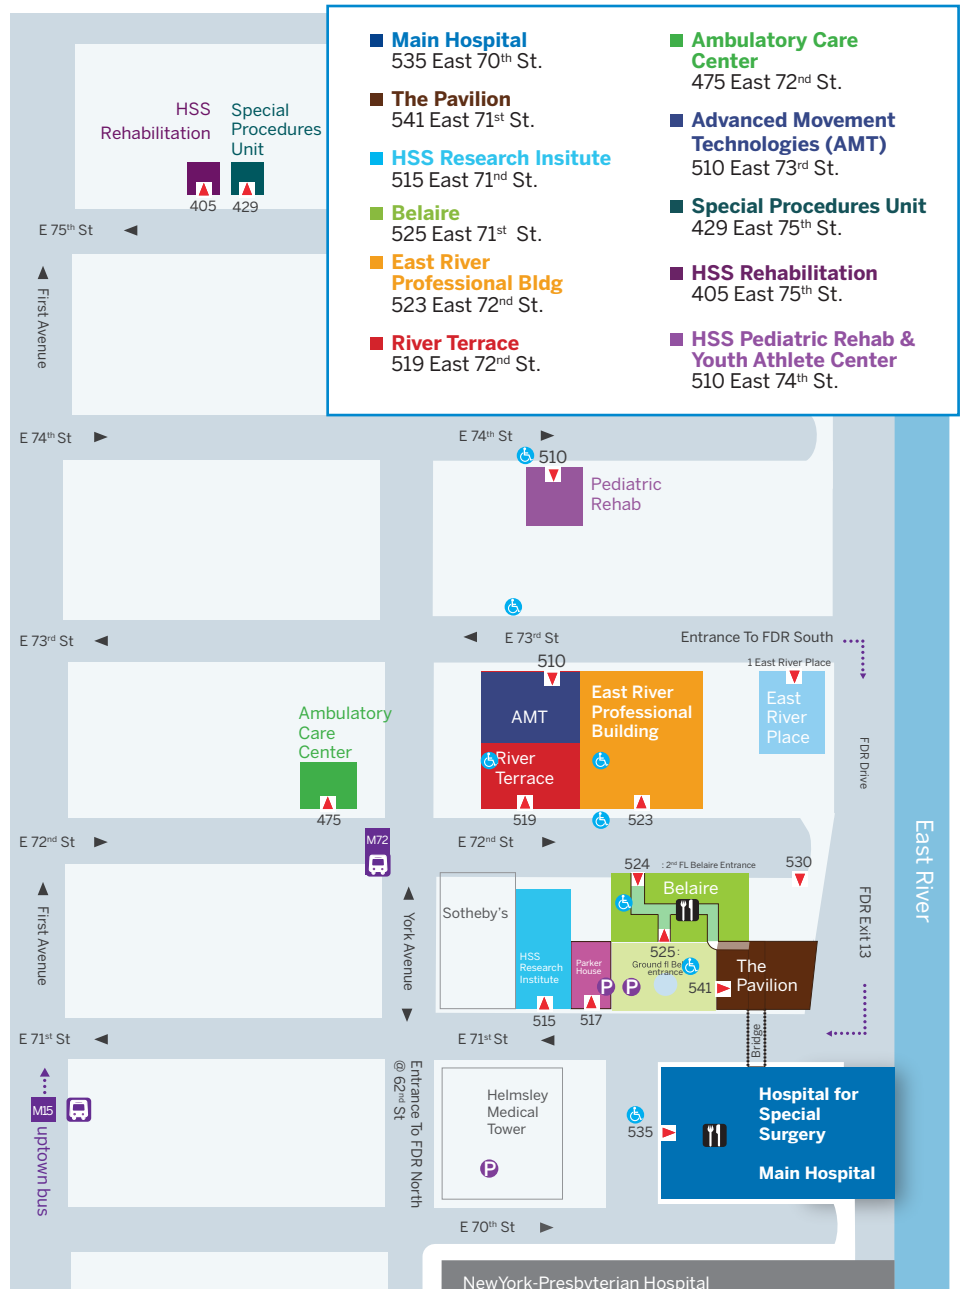 Main Hospital
535 East 70th St.
The Pavilion
541 East 71st St.
HSS Research Insitute
515 East 71nd St.
Belaire
525 East 71st St.
East River
Professional Bldg
523 East 72nd St.
River Terrace
519 East 72nd St.
Ambulatory Care
Center
475 East 72nd St.
Advanced Movement
Technologies (AMT)
510 East 73rd St.
Special Procedures Unit
429 East 75th St.
HSS Rehabilitation
405 East 75th St.
HSS Pediatric Rehab &
Youth Athlete Center
510 East 74th St.
HSS
Rehabilitation
Special
Procedures
Unit
405
429
E 75th St
First Avenue
E 74th St
E 74th St
510
Pediatric
Rehab
E 73rd St
E 73rd St
Entrance To FDR South
510
1 East River Place
AMT
East River
Professional
Building
East
River
Place
River
Terrace
Ambulatory
Care
Center
475
519
523
FDR Drive
East River
E 72nd St
M72
E 72nd St
524
: 2nd FL Belaire Entrance
530
Belaire
Sotheby's
First Avenue
York Avenue
FDR Exit 13
HSS
Research
Institute
Parker
House
P
P
525:
Ground fl Be
entrance
541
The
Pavilion
515
517
E 71st St
E 71st St
Bridge
M15
uptown bus
Entrance To FDR North
@ 62nd St
Helmsley
Medical
Tower
P
535
Hospital for
Special
Surgery
Main Hospital
E 70th St
NewYork-Presbyterian Hospital